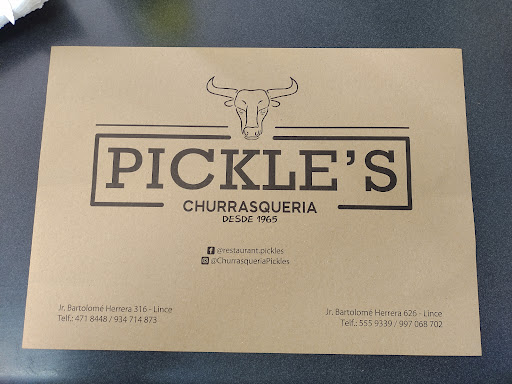 PICKLE'S
CHURRASQUERIA
DESDE 1965
@restaurant.pickles
@ChurrasqueriaPickles
Jr. Bartolomé Herrera 316 - Lince
Telf.: 471 8448 / 934 714 873
Jr. Bartolomé Herrera 626 - Lince
Telf.: 555 9339 / 997 068 702